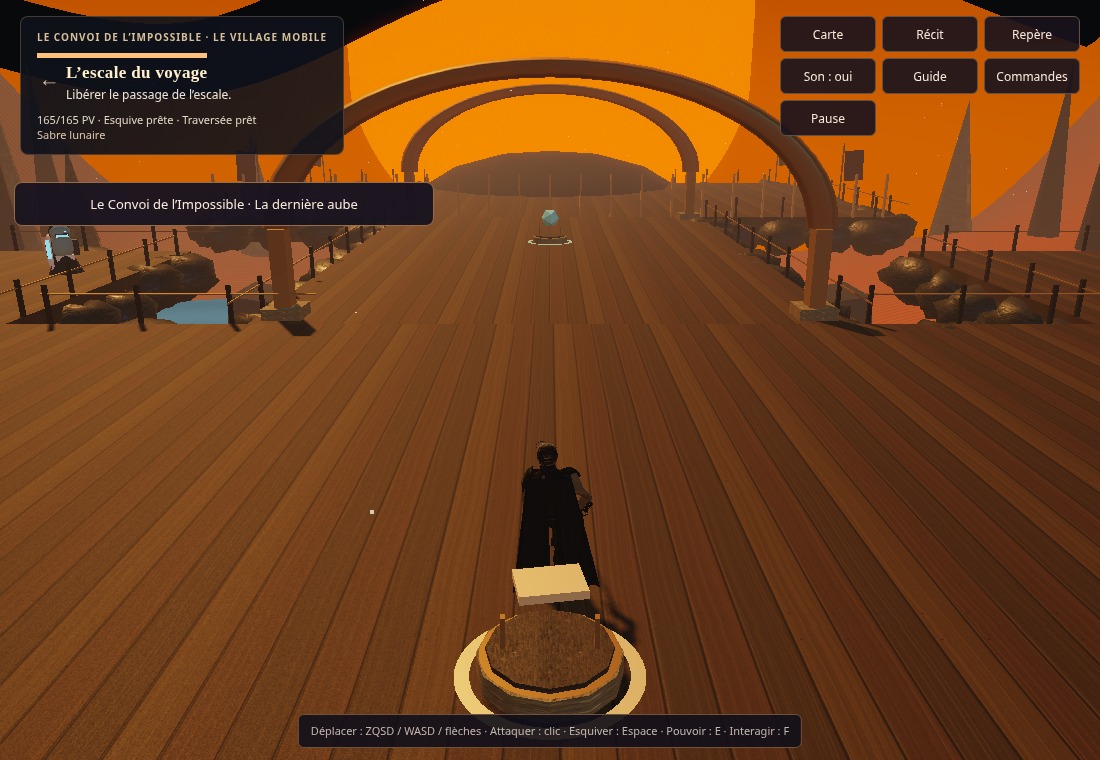 LE CONVOI DE L’IMPOSSIBLE · LE VILLAGE MOBILE
←
L’escale du voyage
Libérer le passage de l’escale.
165/165 PV · Esquive prête · Traversée prêt
Sabre lunaire
Carte
Récit
Repère
Son : oui
Guide
Commandes
Pause
Le Convoi de l’Impossible · La dernière aube
Déplacer : ZQSD / WASD / flèches · Attaquer : clic · Esquiver : Espace · Pouvoir : E · Interagir : F